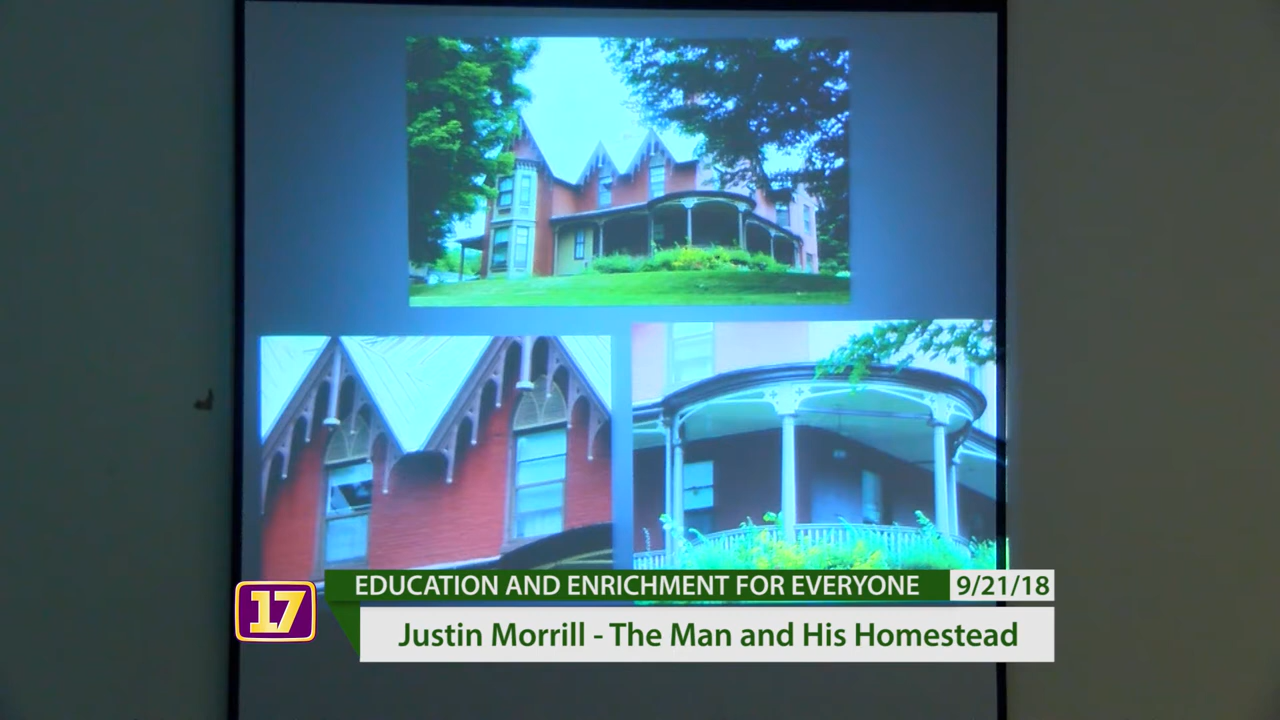 EDUCATION AND ENRICHMENT FOR EVERYONE 9/21/18
17
Justin Morrill - The Man and His Homestead